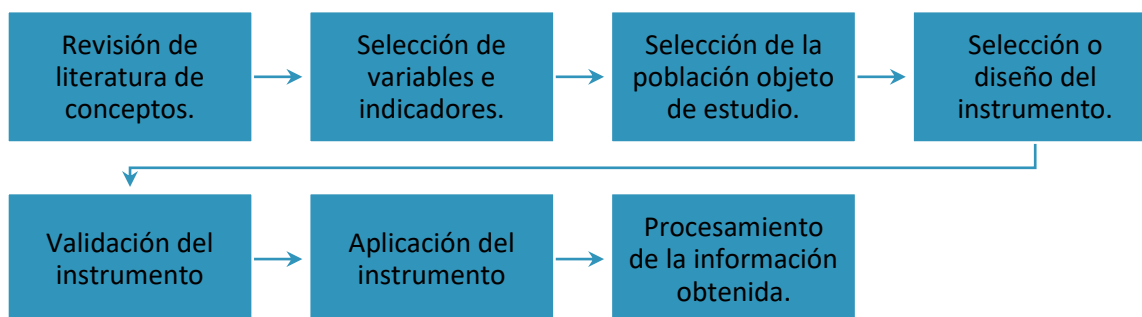 Revisión de
literatura de
conceptos.
Selección de
variables e
indicadores.
Selección de la
población objeto
de estudio.
Selección o
diseño del
instrumento.
Validación del
instrumento
Aplicación del
instrumento
Procesamiento
de la información
obtenida.